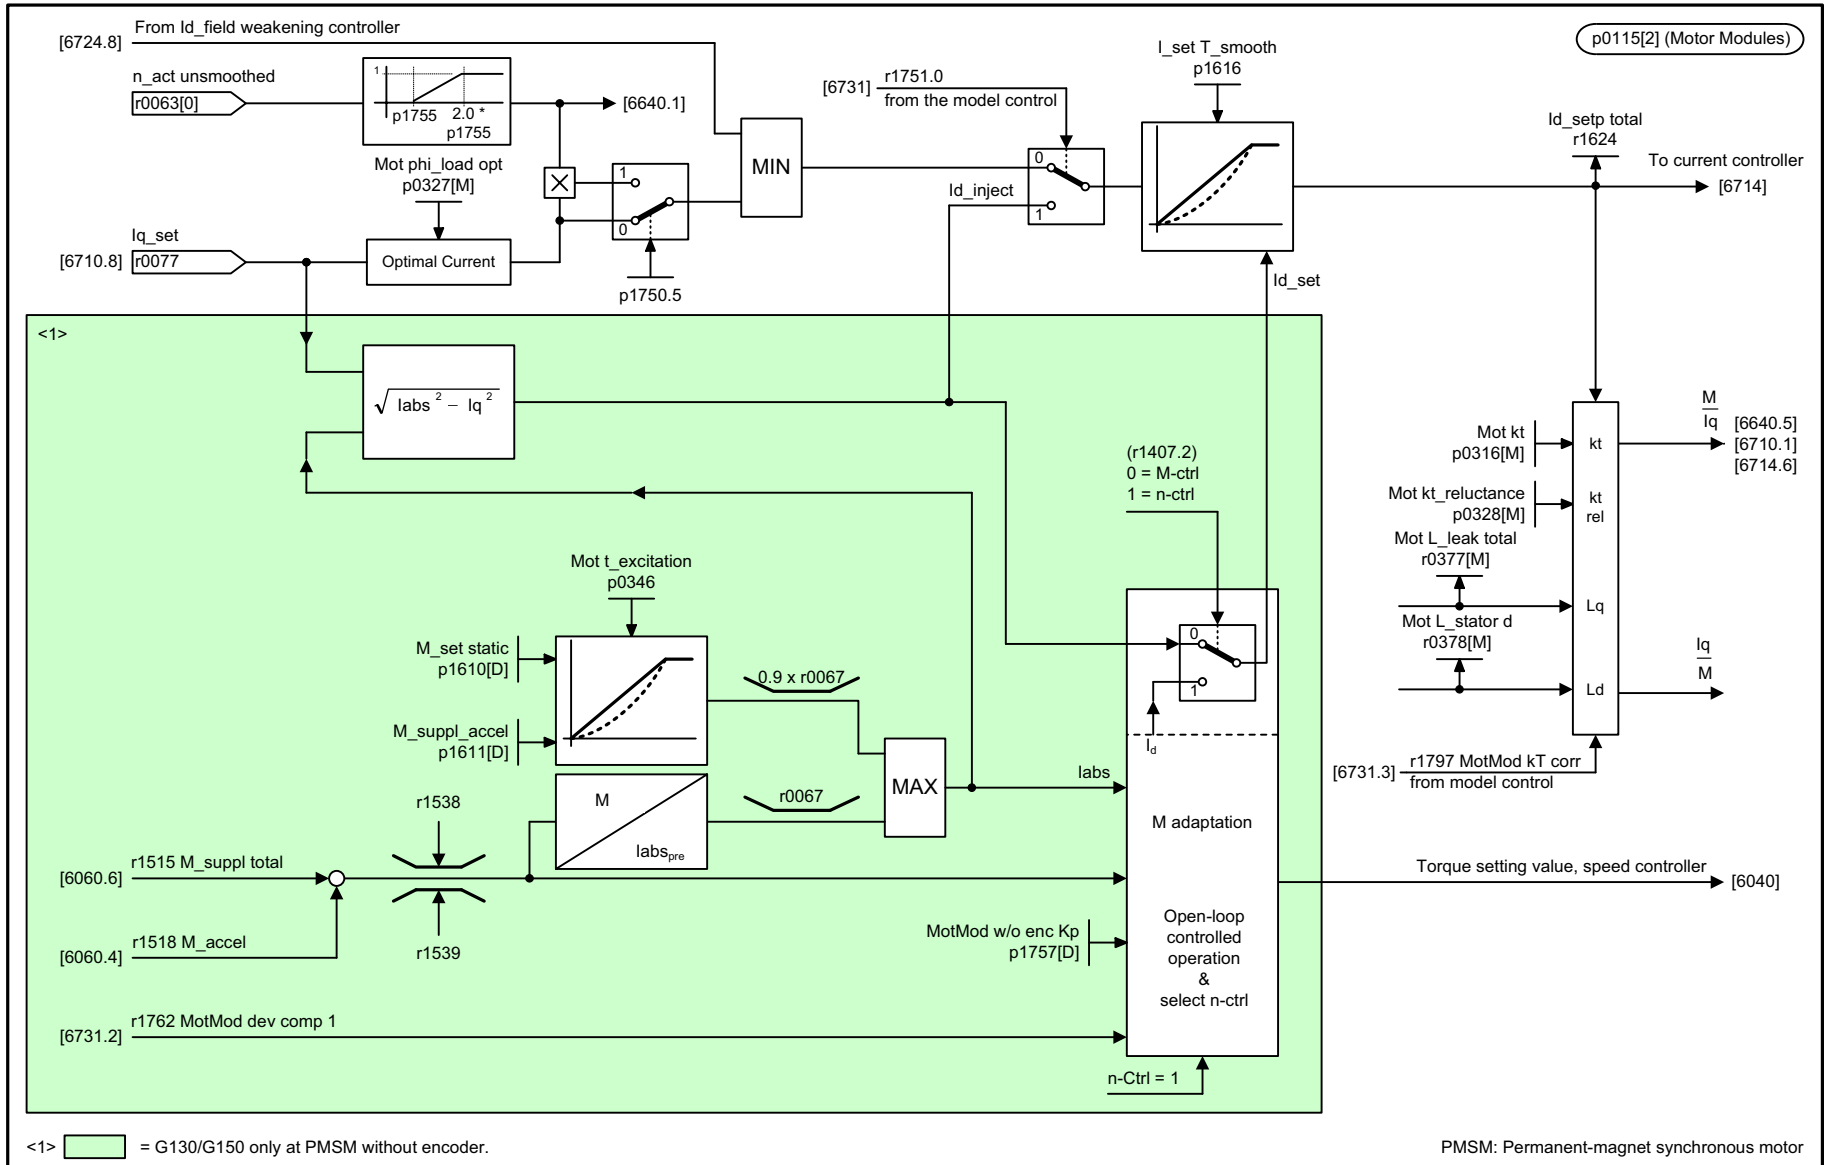 From Id_field weakening controller
[6724.8]
p0115[2] (Motor Modules)
n_act unsmoothed
r0063[0]
1
p1755
2.0 *
p1755
[6640.1]
[6731]
r1751.0
from the model control
I_set T_smooth
p1616
Id_setp total
r1624
To current controller
[6714]
Mot phi_load opt
p0327[M]
1
0
p1750.5
MIN
0
1
Id_inject
Iq_set
[6710.8]
r0077
Optimal Current
Id_set
<1>
√ Iabs ² – Iq ²
(r1407.2)
0 = M-ctrl
1 = n-ctrl
Mot kt
p0316[M]
kt
M
Iq
[6640.5]
[6710.1]
[6714.6]
Mot kt_reluctance
p0328[M]
kt
rel
Mot L_leak total
r0377[M]
Lq
Mot L_stator d
r0378[M]
Ld
Iq
M
[6731.3]
r1797 MotMod kT corr
from model control
Mot t_excitation
p0346
M_set static
p1610[D]
M_suppl_accel
p1611[D]
0.9 x r0067
r0067
MAX
Iabs
0
1
Id
M
Iabspre
r1538
r1539
r1515 M_suppl total
[6060.6]
r1518 M_accel
[6060.4]
M adaptation
Open-loop
controlled
operation
&
select n-ctrl
MotMod w/o enc Kp
p1757[D]
Torque setting value, speed controller
[6040]
r1762 MotMod dev comp 1
[6731.2]
n-Ctrl = 1
<1>
= G130/G150 only at PMSM without encoder.
PMSM: Permanent-magnet synchronous motor